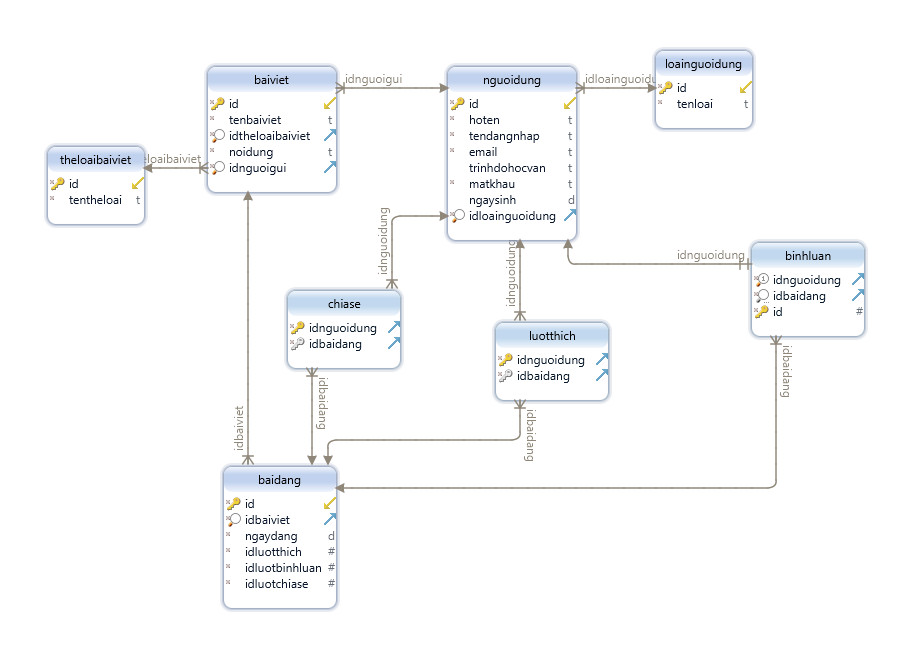 loainguoidung
id
tenloai t
baiviet
id
tenbaiviet t
idtheloaibaiviet
noidung t
idnguoigui
idnguoigui
nguoidung
id
hoten t
tendangnhap t
email t
trinhdohocvan t
matkhau t
ngaysinh d
idloainguoidung
idloainguoidu
theloaibaiviet
id
tentheloai t
eloaibaiviet
idnguoidung
idnguoidung
idnguoidung
binhluan
idnguoidung
idbaidang
id #
chiase
idnguoidung
idbaidang
luotthich
idnguoidung
idbaidang
idbaidang
idbaidang
idbaidang
idbaiviet
baidang
id
idbaiviet
ngaydang d
idluotthich #
idluotbinhluan #
idluotchiase #